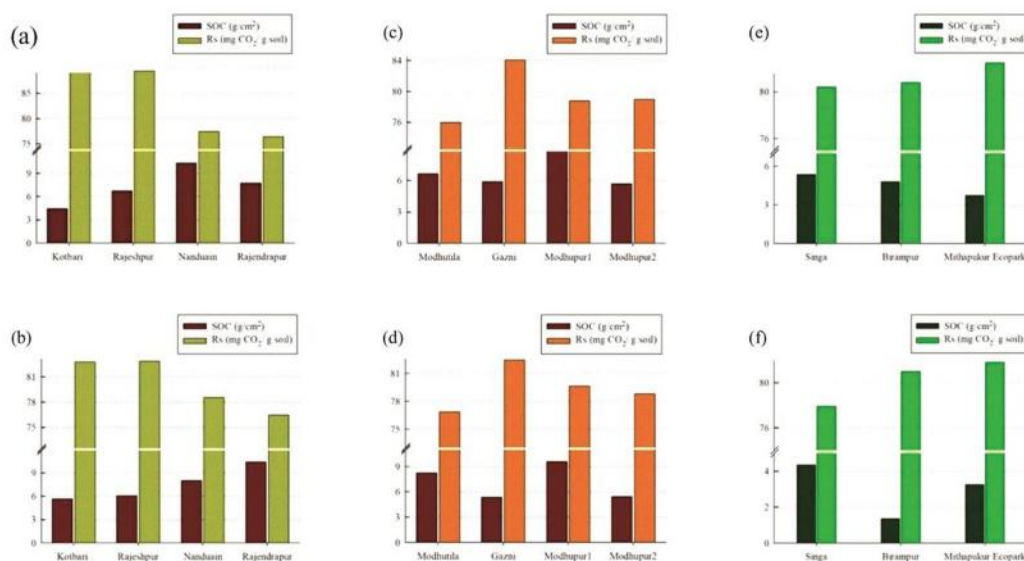 (a)
SOC (g/cm²)
Rs (mg CO₂/ g soil)
85
80
75
9
6
3
0
Kotbari Rajeshpur Nanduain Rajendrapur
(c)
SOC (g/cm²)
Rs (mg CO₂/ g soil)
84
80
76
6
3
0
Modhutila Gazni Modhupur1 Modhupur2
(e)
SOC (g/cm²)
Rs (mg CO₂/ g soil)
80
76
6
3
0
Singa Birampur Mithapukur Ecopark
(b)
SOC (g/cm²)
Rs (mg CO₂/ g soil)
81
78
75
9
6
3
0
Kotbari Rajeshpur Nanduain Rajendrapur
(d)
SOC (g/cm²)
Rs (mg CO₂/ g soil)
81
78
75
9
6
3
0
Modhutila Gazni Modhupur1 Modhupur2
(f)
SOC (g/cm²)
Rs (mg CO₂/ g soil)
80
76
4
2
0
Singa Birampur Mithapukur Ecopark